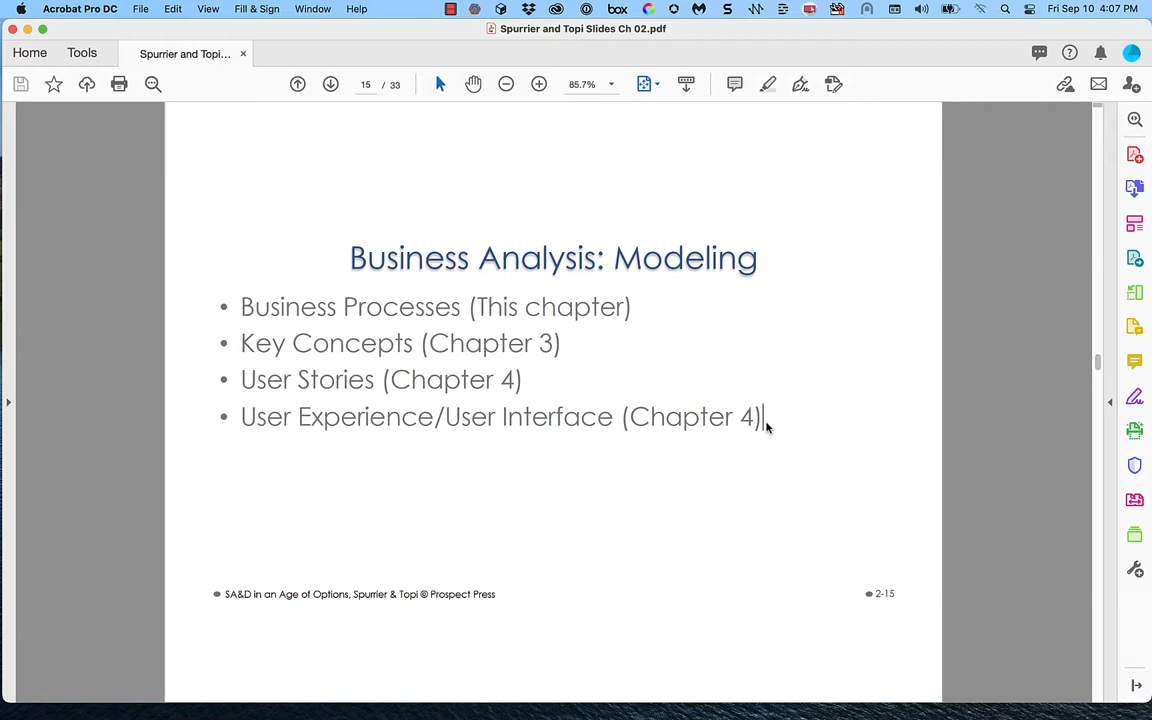 Acrobat Pro DC File Edit View Fill & Sign Window Help box Fri Sep 10 4:07 PM
Spurrier and Topi Slides Ch 02.pdf
Home Tools Spurrier and Topi... ×
15 / 33 85.7%
Business Analysis: Modeling
• Business Processes (This chapter)
• Key Concepts (Chapter 3)
• User Stories (Chapter 4)
• User Experience/User Interface (Chapter 4)
SA&D in an Age of Options, Spurrier & Topi © Prospect Press
2-15